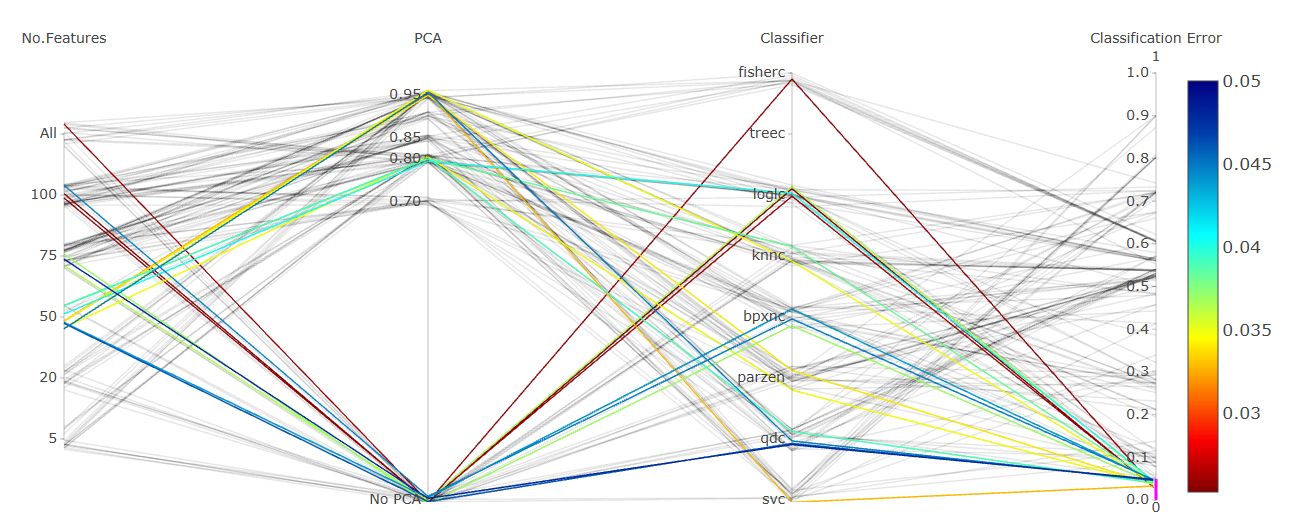 No.Features
PCA
Classifier
Classification Error
1
All
100
75
50
20
5
0.95
0.85
0.80
0.70
No PCA
fisherc
treec
loglc
knnc
bpxnc
parzen
qdc
svc
1.0
0.9
0.8
0.7
0.6
0.5
0.4
0.3
0.2
0.1
0.0
0
0.05
0.045
0.04
0.035
0.03